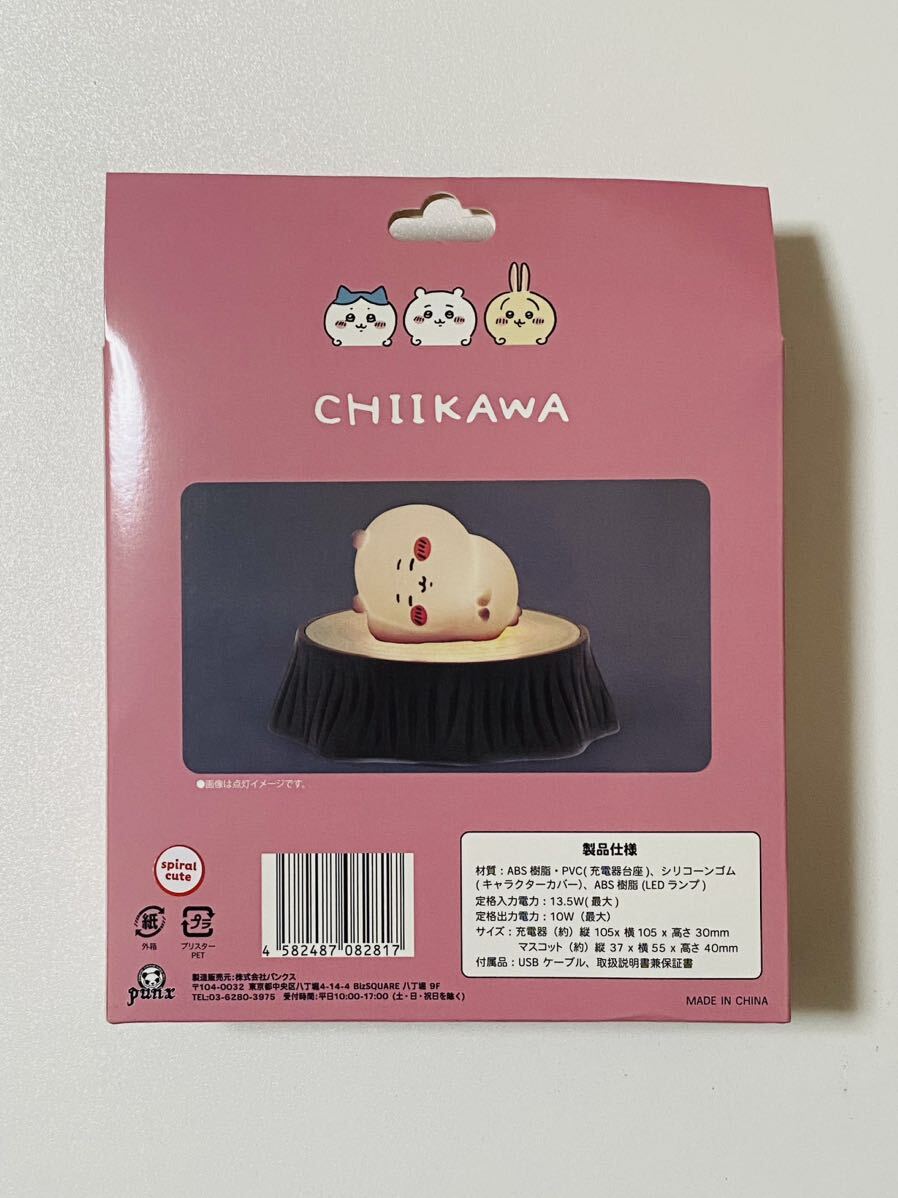 CHIIKAWA
●画像は点灯イメージです。
spiral
cute
紙
外箱
プラ
ブリスター
PET
4 582487 082817
製品仕様
材質：ABS 樹脂・PVC( 充電器台座 )、シリコーンゴム
( キャラクターカバー）、ABS 樹脂 (LED ランプ )
定格入力電力：13.5W( 最大 )
定格出力電力：10W（最大）
サイズ：充電器（約）縦 105x 横 105 x 高さ 30mm
マスコット（約）縦 37 x 横 55 x 高さ 40mm
付属品：USB ケーブル、取扱説明書兼保証書
punx
製造販売元：株式会社パンクス
〒104-0032 東京都中央区八丁堀4-14-4 BizSQUARE 八丁堀 9F
TEL:03-6280-3975 受付時間:平日10:00-17:00 (土・日・祝日を除く)
MADE IN CHINA